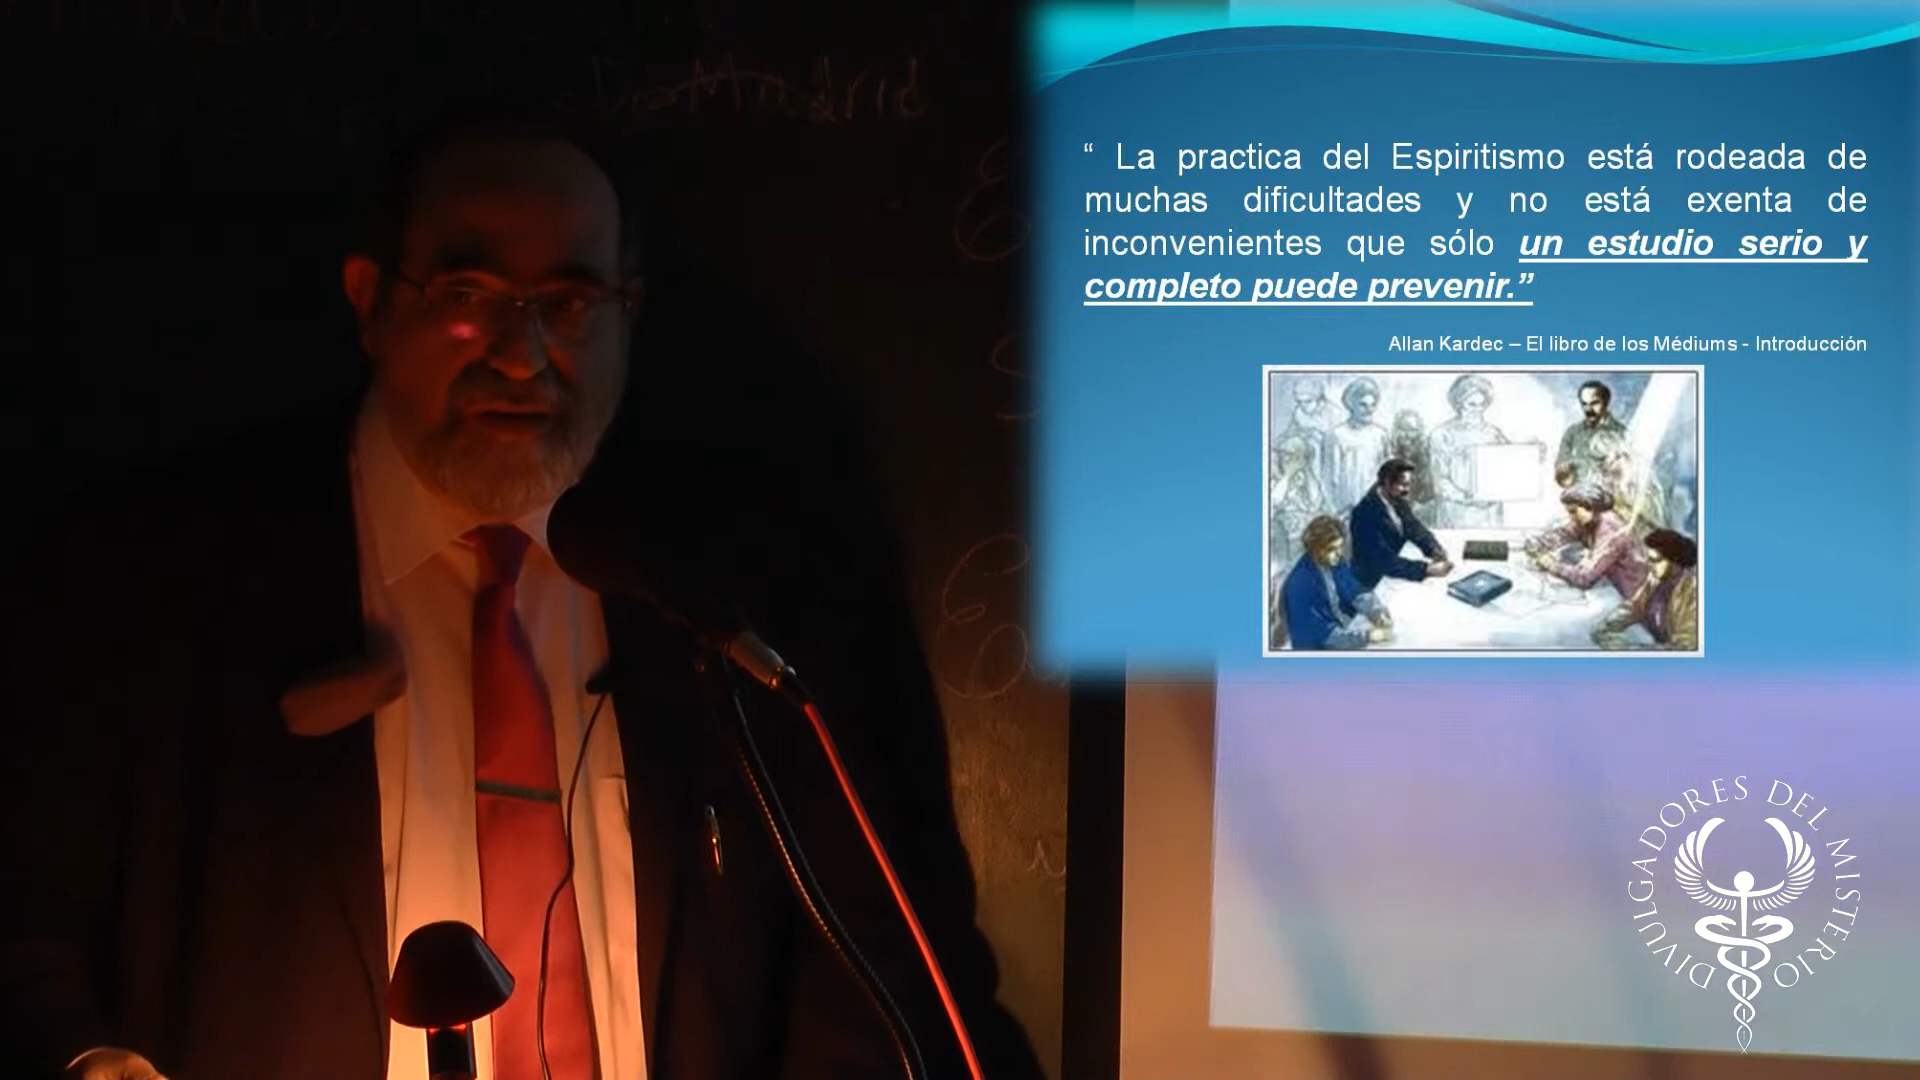 “ La practica del Espiritismo está rodeada de
muchas dificultades y no está exenta de
inconvenientes que sólo un estudio serio y
completo puede prevenir.”
Allan Kardec – El libro de los Médiums - Introducción
Madrid
DIVULGADORES DEL MISTERIO